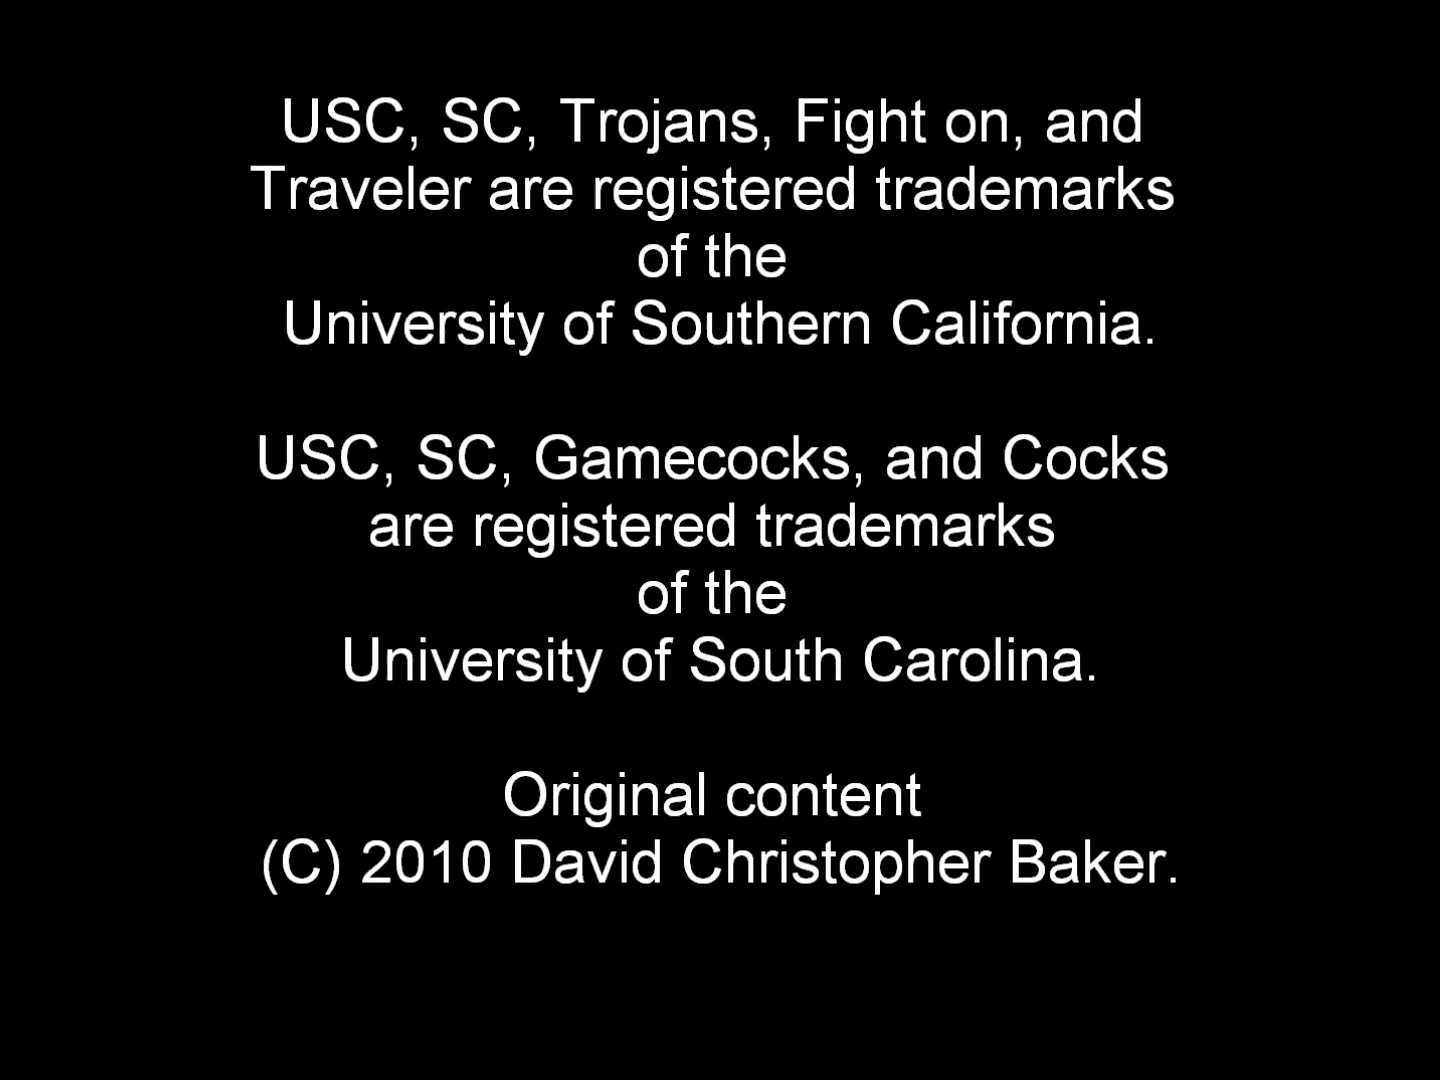 USC, SC, Trojans, Fight on, and
Traveler are registered trademarks
of the
University of Southern California.
USC, SC, Gamecocks, and Cocks
are registered trademarks
of the
University of South Carolina.
Original content
(C) 2010 David Christopher Baker.